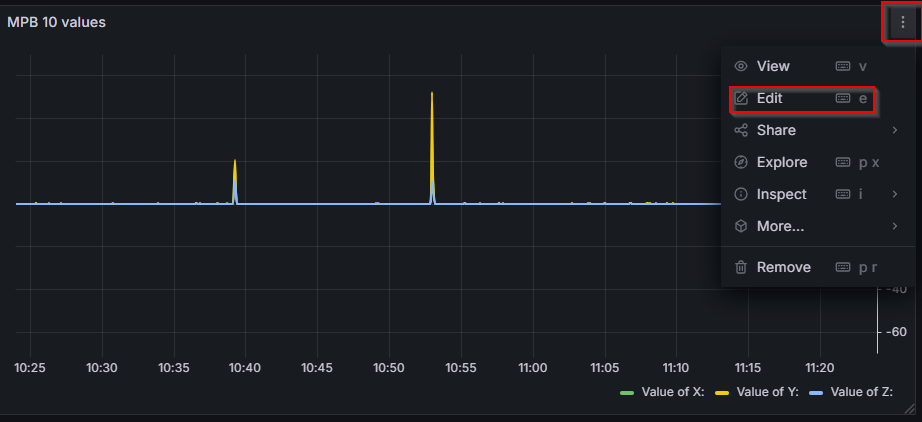 MPB 10 values
View v
Edit e
Share
Explore p x
Inspect i
More...
Remove p r
-40
-60
10:25 10:30 10:35 10:40 10:45 10:50 10:55 11:00 11:05 11:10 11:15 11:20
Value of X: Value of Y: Value of Z: